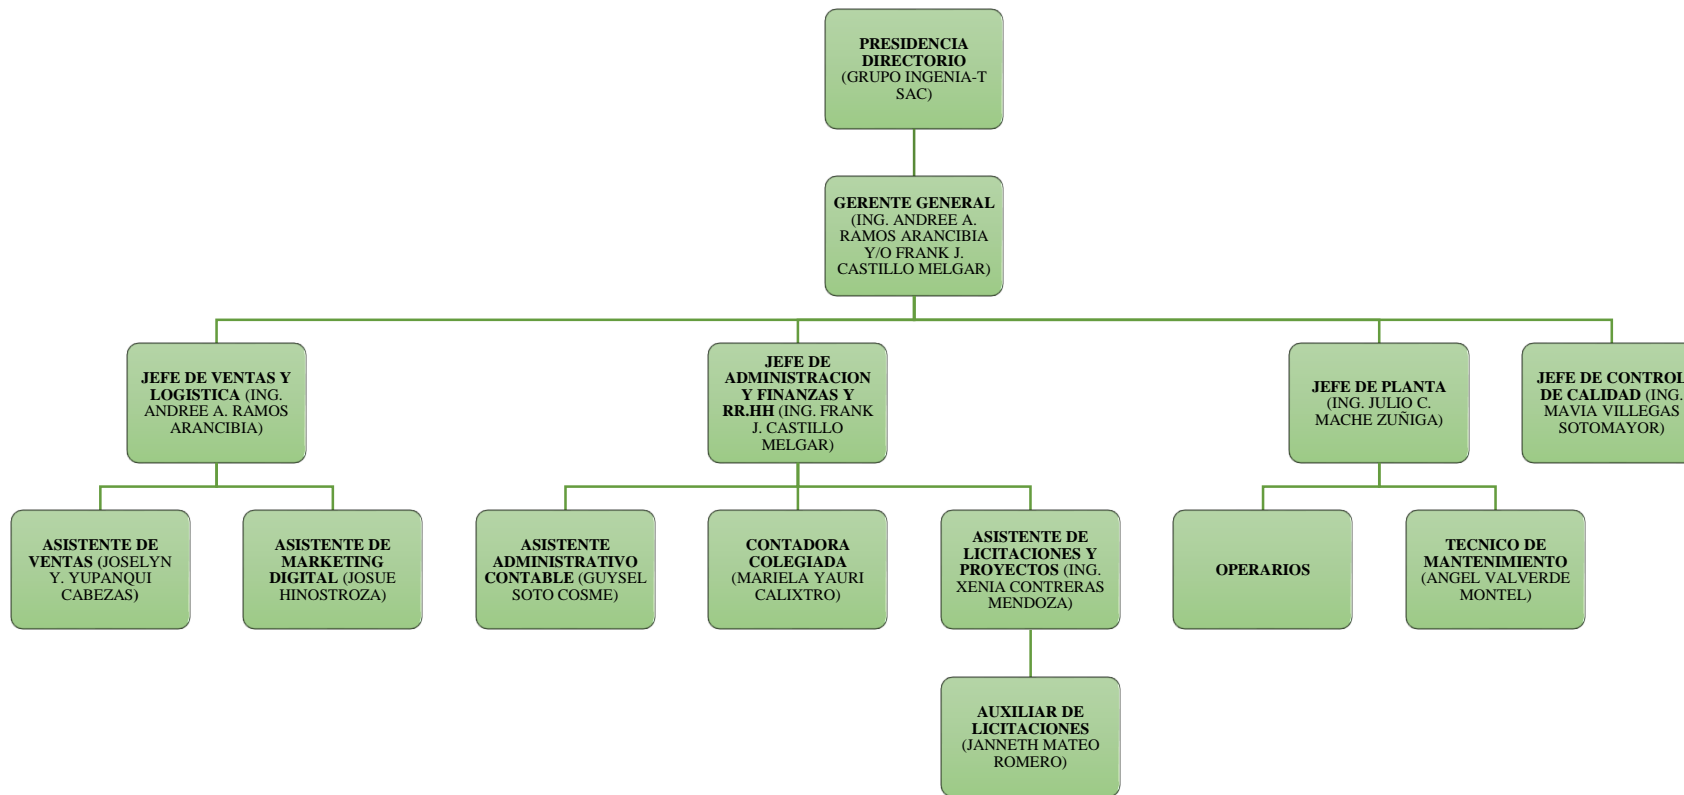 PRESIDENCIA
DIRECTORIO
(GRUPO INGENIA-T
SAC)
GERENTE GENERAL
(ING. ANDREE A.
RAMOS ARANCIBIA
Y/O FRANK J.
CASTILLO MELGAR)
JEFE DE VENTAS Y
LOGISTICA (ING.
ANDREE A. RAMOS
ARANCIBIA)
JEFE DE
ADMINISTRACION
Y FINANZAS Y
RR.HH (ING. FRANK
J. CASTILLO
MELGAR)
JEFE DE PLANTA
(ING. JULIO C.
MACHE ZUÑIGA)
JEFE DE CONTROL
DE CALIDAD (ING.
MAVIA VILLEGAS
SOTOMAYOR)
ASISTENTE DE
VENTAS (JOSELYN
Y. YUPANQUI
CABEZAS)
ASISTENTE DE
MARKETING
DIGITAL (JOSUE
HINOSTROZA)
ASISTENTE
ADMINISTRATIVO
CONTABLE (GUYSEL
SOTO COSME)
CONTADORA
COLEGIADA
(MARIELA YAURI
CALIXTRO)
ASISTENTE DE
LICITACIONES Y
PROYECTOS (ING.
XENIA CONTRERAS
MENDOZA)
OPERARIOS
TECNICO DE
MANTENIMIENTO
(ANGEL VALVERDE
MONTEL)
AUXILIAR DE
LICITACIONES
(JANNETH MATEO
ROMERO)